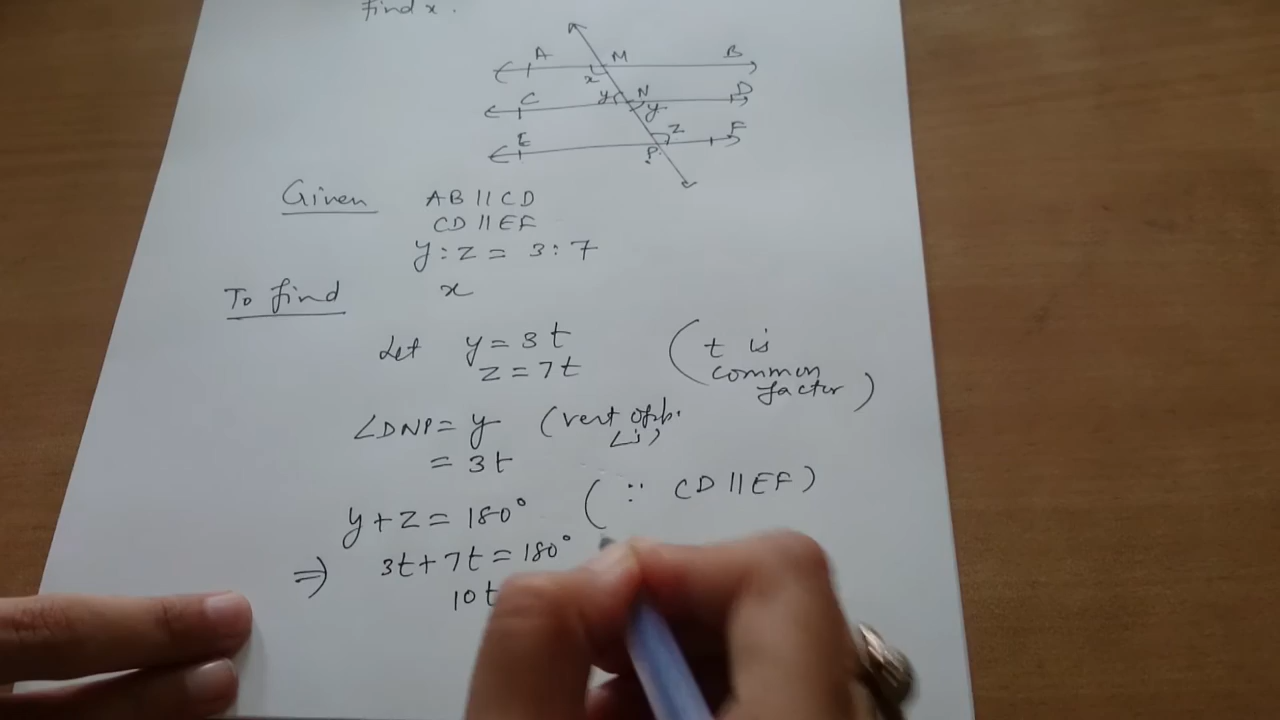 Find x.
A M B
x
C y N D
y
E z F
P
Given AB || CD
CD || EF
y : z = 3 : 7
To find x
Let y = 3t (t is
z = 7t common
factor)
∠DNP = y (vert opp.
= 3t ∠s)
y + z = 180° (∵ CD || EF)
⇒ 3t + 7t = 180°
10t